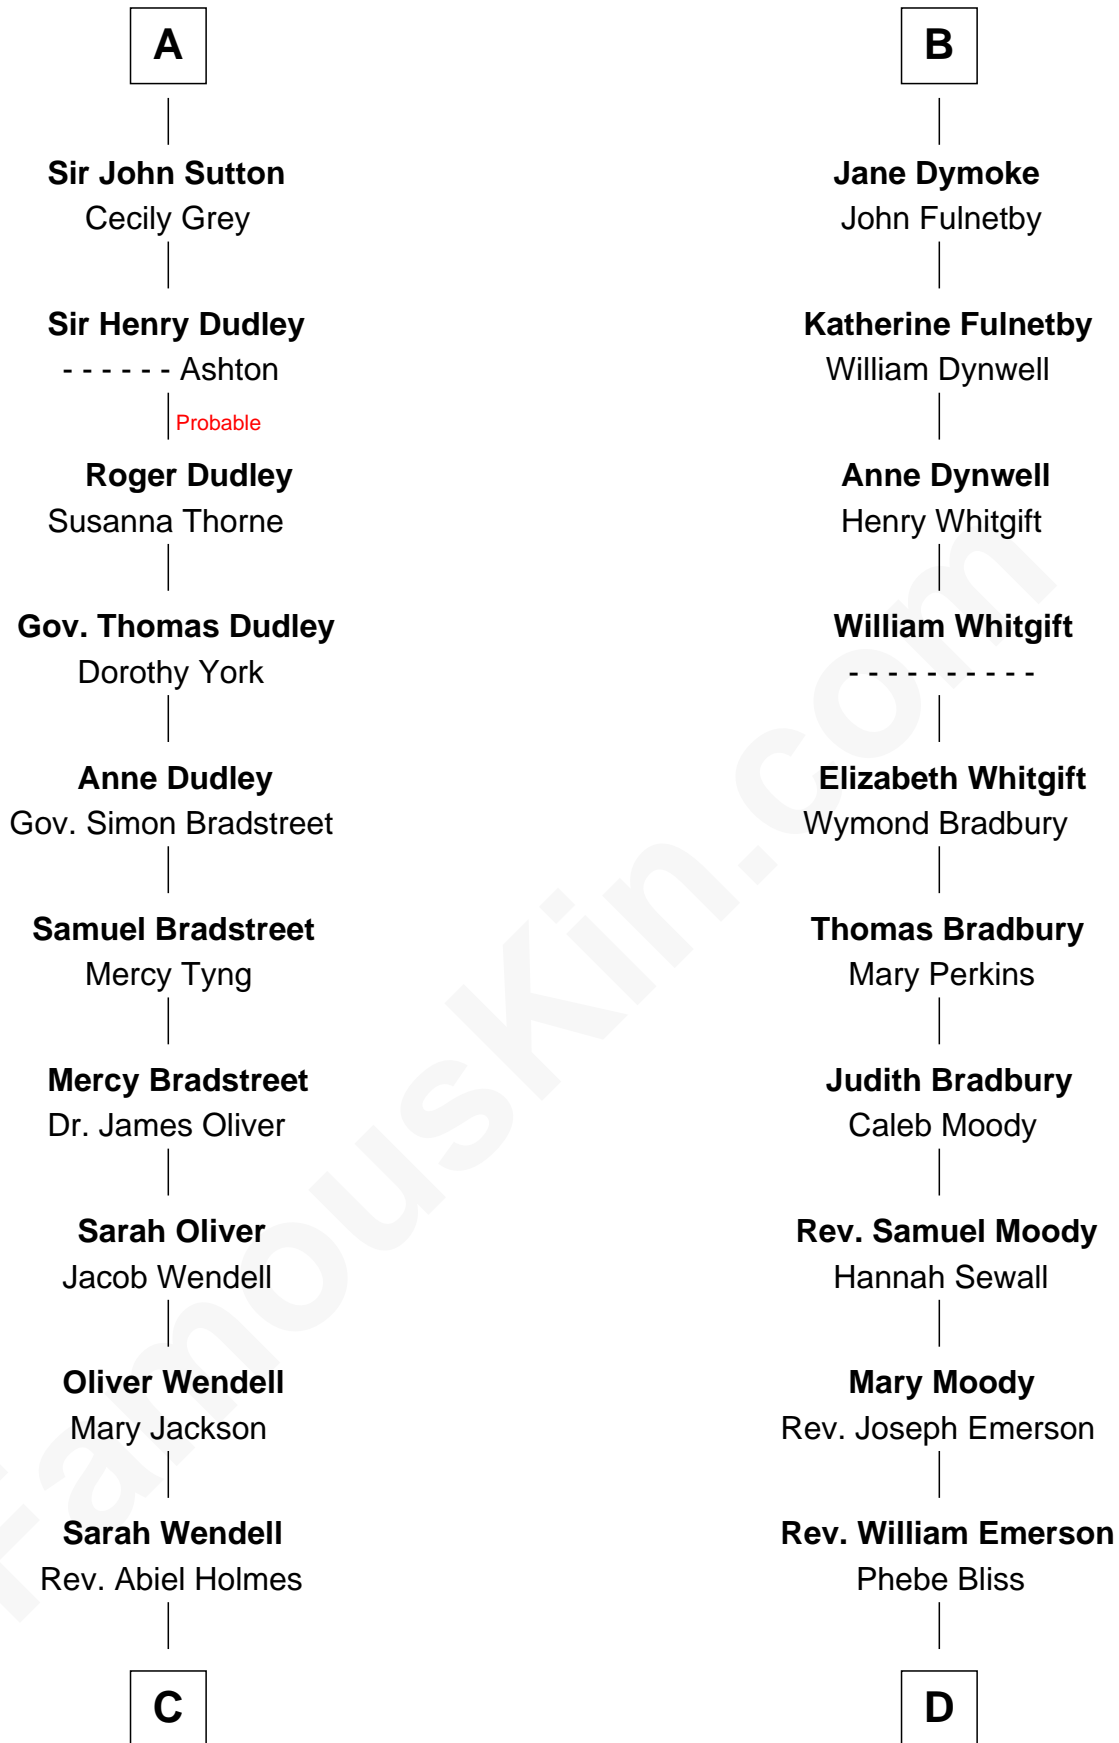 A
Sir John Sutton
Cecily Grey
Sir Henry Dudley
- - - - - - Ashton
Probable
Roger Dudley
Susanna Thorne
Gov. Thomas Dudley
Dorothy York
Anne Dudley
Gov. Simon Bradstreet
Samuel Bradstreet
Mercy Tyng
Mercy Bradstreet
Dr. James Oliver
Sarah Oliver
Jacob Wendell
Oliver Wendell
Mary Jackson
Sarah Wendell
Rev. Abiel Holmes
C
B
Jane Dymoke
John Fulnetby
Katherine Fulnetby
William Dynwell
Anne Dynwell
Henry Whitgift
William Whitgift
- - - - - - - - - -
Elizabeth Whitgift
Wymond Bradbury
Thomas Bradbury
Mary Perkins
Judith Bradbury
Caleb Moody
Rev. Samuel Moody
Hannah Sewall
Mary Moody
Rev. Joseph Emerson
Rev. William Emerson
Phebe Bliss
D
FamousKin.com